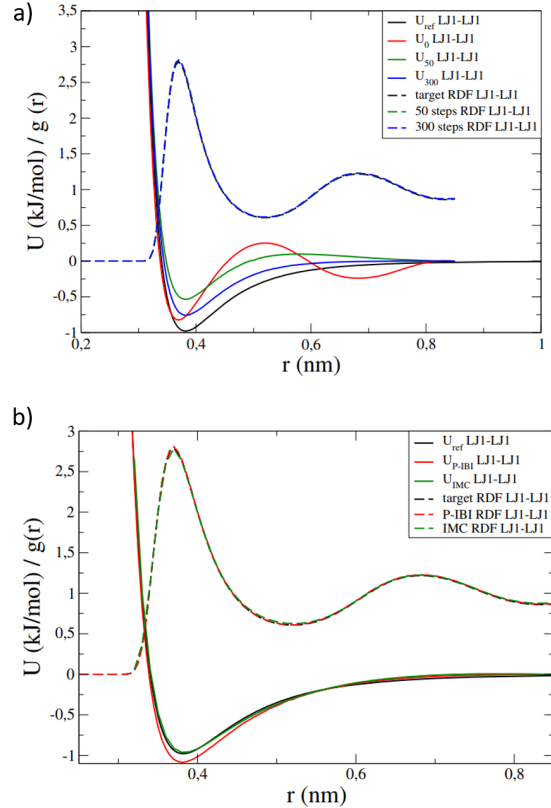 a)
U_ref LJ1-LJ1
U_0 LJ1-LJ1
U_50 LJ1-LJ1
U_300 LJ1-LJ1
target RDF LJ1-LJ1
50 steps RDF LJ1-LJ1
300 steps RDF LJ1-LJ1
U (kJ/mol) / g (r)
3,5
3
2,5
2
1,5
1
0,5
0
-0,5
-1
0,2
0,4
0,6
0,8
1
r (nm)
b)
U_ref LJ1-LJ1
U_P-IBI LJ1-LJ1
U_IMC LJ1-LJ1
target RDF LJ1-LJ1
P-IBI RDF LJ1-LJ1
IMC RDF LJ1-LJ1
U (kJ/mol) / g(r)
3
2,5
2
1,5
1
0,5
0
-0,5
-1
0,4
0,6
0,8
r (nm)